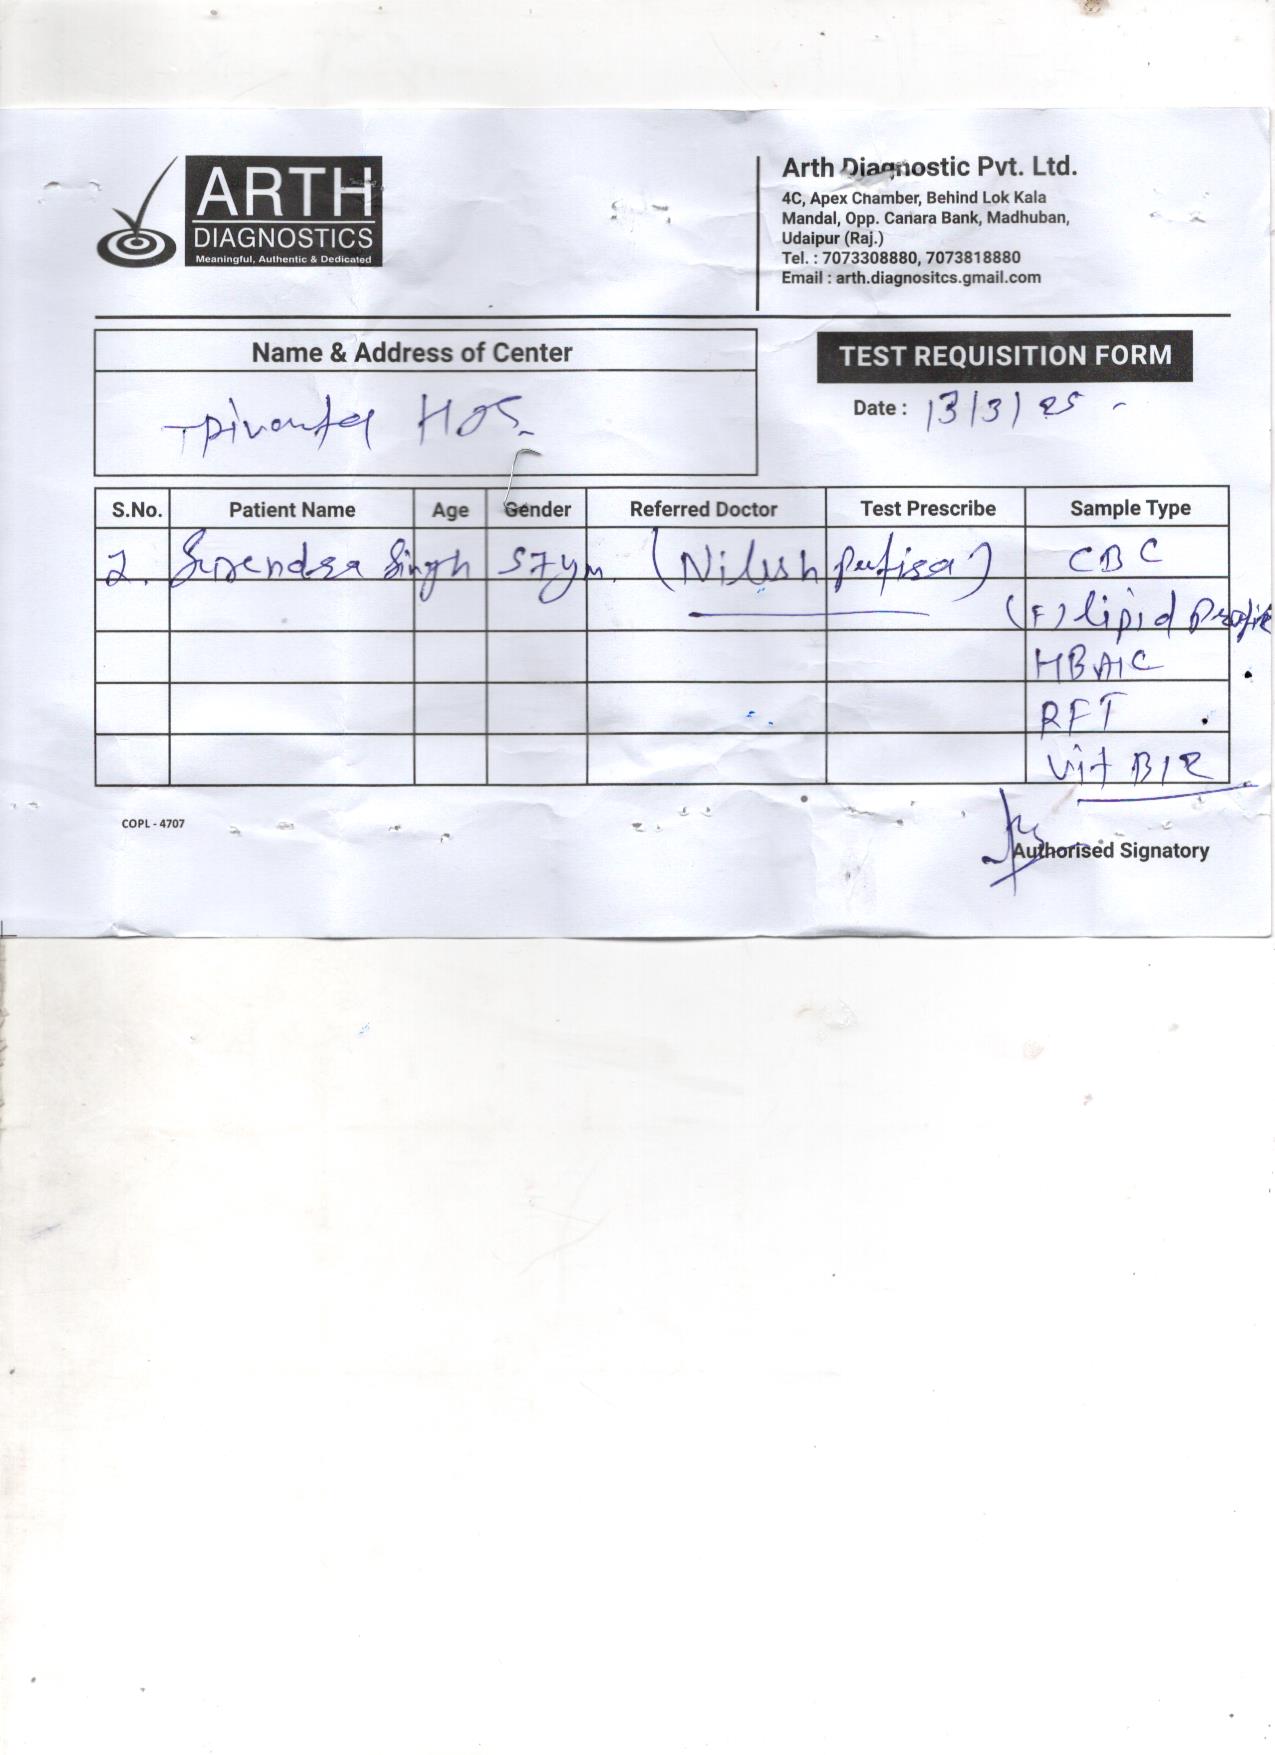 ARTH
DIAGNOSTICS
Meaningful, Authentic & Dedicated
Arth Diagnostic Pvt. Ltd.
4C, Apex Chamber, Behind Lok Kala
Mandal, Opp. Canara Bank, Madhuban,
Udaipur (Raj.)
Tel. : 7073308880, 7073818880
Email : arth.diagnositcs.gmail.com
Name & Address of Center
HOS.
TEST REQUISITION FORM
Date : 13/3/25
S.No. Patient Name Age Gender Referred Doctor Test Prescribe Sample Type
2. Surendra Singh 57y m. (Nilesh ) CBC
(F) lipid Profile
HBA1C
RFT
Vit B12
COPL - 4707
Authorised Signatory